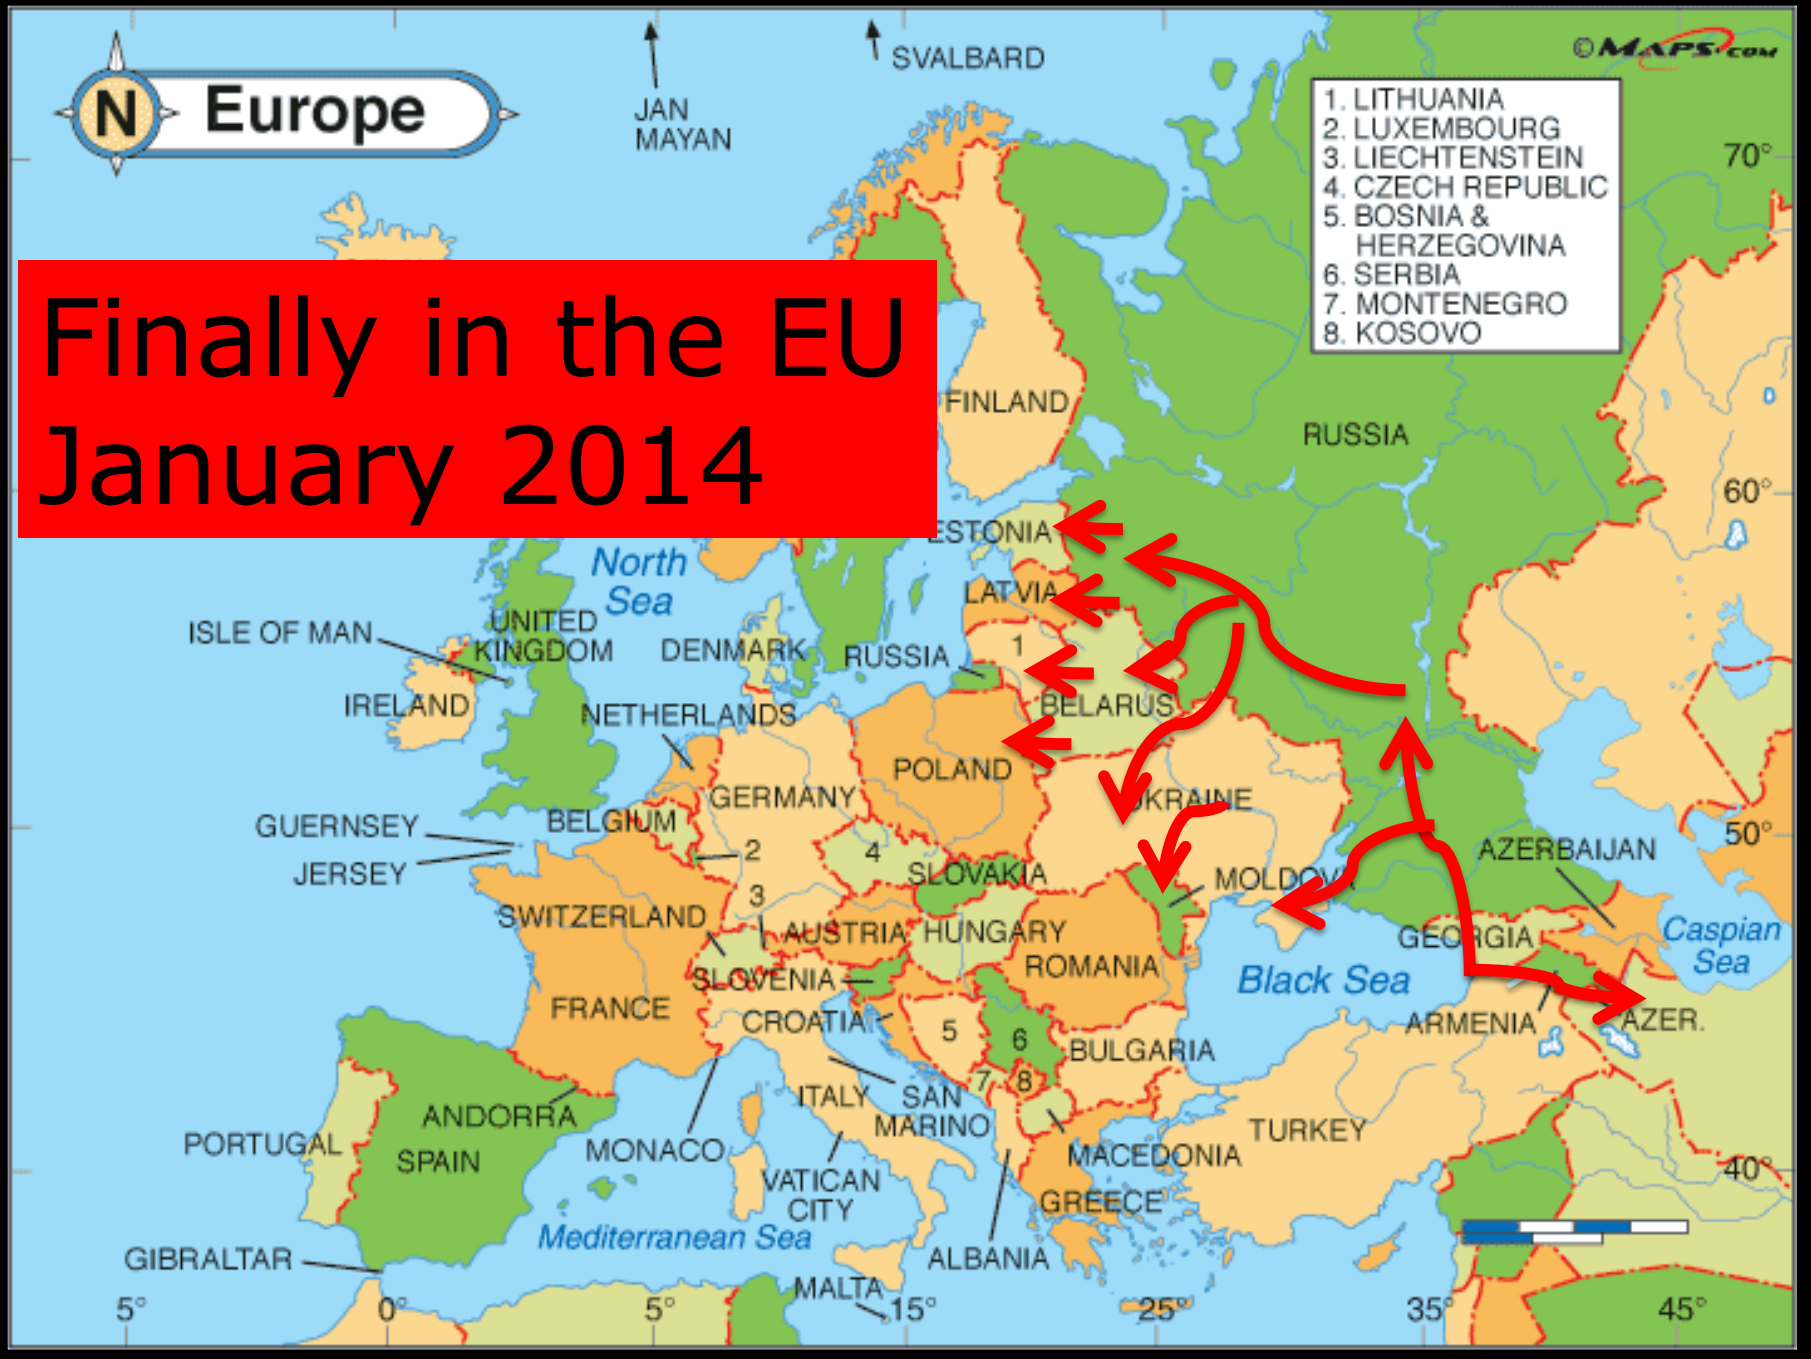 ©MAPS.COM
N Europe
SVALBARD
JAN
MAYAN
1. LITHUANIA
2. LUXEMBOURG
3. LIECHTENSTEIN
4. CZECH REPUBLIC
5. BOSNIA &
HERZEGOVINA
6. SERBIA
7. MONTENEGRO
8. KOSOVO
70°
Finally in the EU
January 2014
FINLAND
RUSSIA
60°
ESTONIA
North
Sea
LATVIA
ISLE OF MAN
UNITED
KINGDOM
DENMARK
RUSSIA
1
IRELAND
NETHERLANDS
BELARUS
POLAND
GERMANY
UKRAINE
GUERNSEY
BELGIUM
50°
JERSEY
2
4
SLOVAKIA
MOLDOVA
AZERBAIJAN
3
SWITZERLAND
AUSTRIA
HUNGARY
GEORGIA
Caspian
Sea
SLOVENIA
ROMANIA
Black Sea
FRANCE
CROATIA
5
6
BULGARIA
ARMENIA
AZER.
7
8
ITALY
SAN
MARINO
ANDORRA
PORTUGAL
SPAIN
MONACO
VATICAN
CITY
MACEDONIA
TURKEY
40°
GREECE
Mediterranean Sea
GIBRALTAR
ALBANIA
MALTA
5°
0°
5°
15°
25°
35°
45°